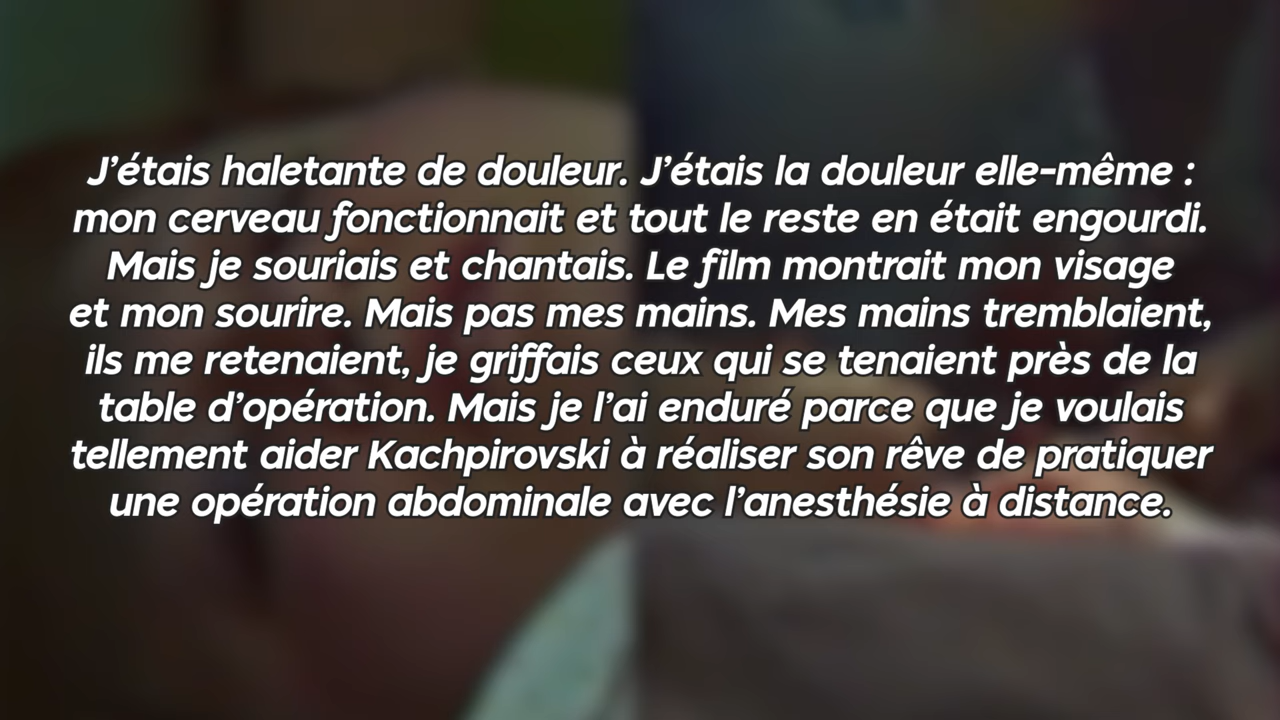 J’étais haletante de douleur. J’étais la douleur elle-même :
mon cerveau fonctionnait et tout le reste en était engourdi.
Mais je souriais et chantais. Le film montrait mon visage
et mon sourire. Mais pas mes mains. Mes mains tremblaient,
ils me retenaient, je griffais ceux qui se tenaient près de la
table d’opération. Mais je l’ai enduré parce que je voulais
tellement aider Kachpirovski à réaliser son rêve de pratiquer
une opération abdominale avec l’anesthésie à distance.